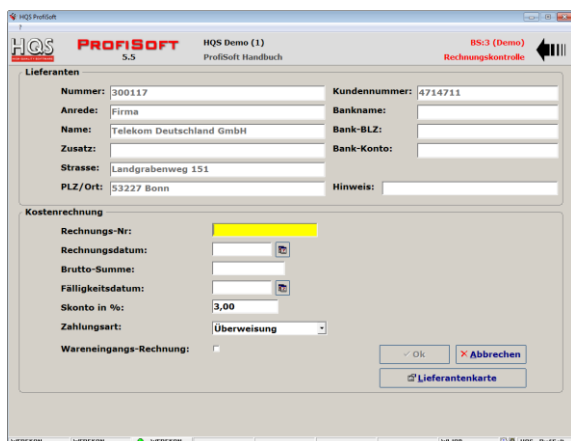 HQS ProfiSoft
?
HQS
PROFISOFT
5.5
HQS Demo (1)
ProfiSoft Handbuch
BS:3 (Demo)
Rechnungskontrolle
Lieferanten
Nummer: 300117
Kundennummer: 4714711
Anrede: Firma
Bankname:
Name: Telekom Deutschland GmbH
Bank-BLZ:
Zusatz:
Bank-Konto:
Strasse: Landgrabenweg 151
PLZ/Ort: 53227 Bonn
Hinweis:
Kostenrechnung
Rechnungs-Nr:
Rechnungsdatum:
Brutto-Summe:
Fälligkeitsdatum:
Skonto in %: 3,00
Zahlungsart: Überweisung
Wareneingangs-Rechnung:
Ok
Abbrechen
Lieferantenkarte